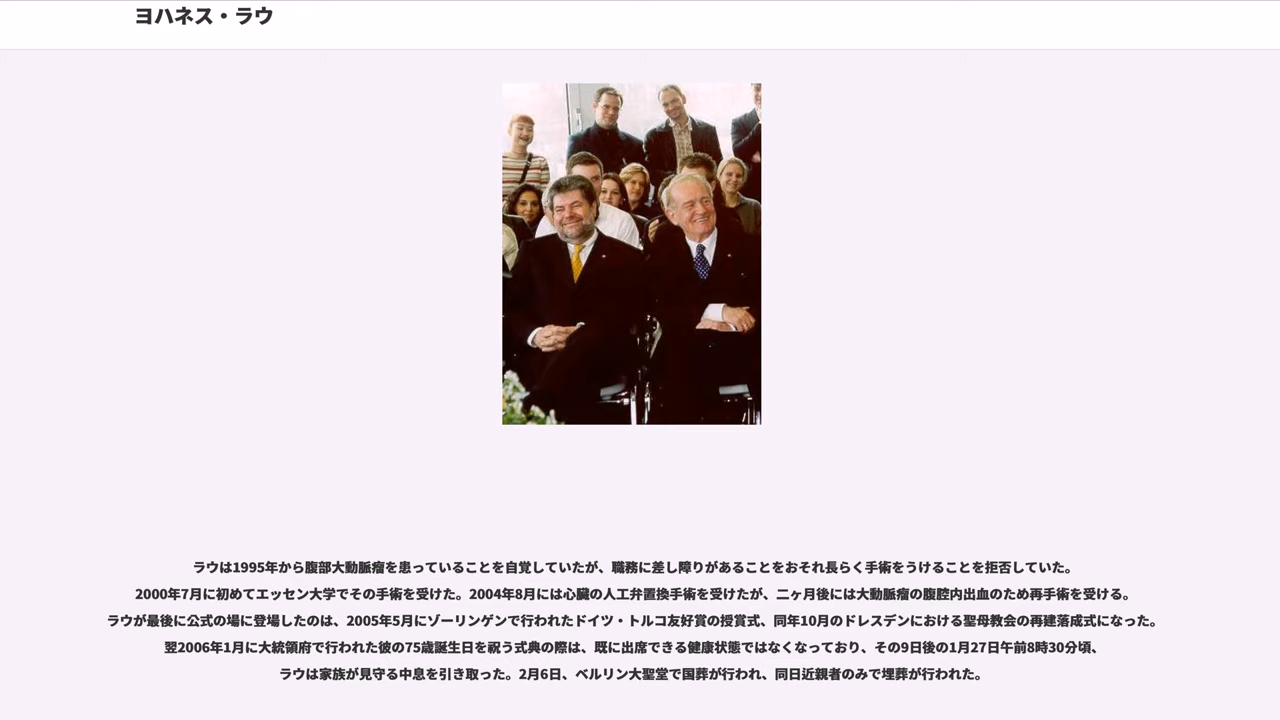 ヨハネス・ラウ
ラウは1995年から腹部大動脈瘤を患っていることを自覚していたが、職務に差し障りがあることをおそれ長らく手術をうけることを拒否していた。
2000年7月に初めてエッセン大学でその手術を受けた。2004年8月には心臓の人工弁置換手術を受けたが、二ヶ月後には大動脈瘤の腹腔内出血のため再手術を受ける。
ラウが最後に公式の場に登場したのは、2005年5月にゾーリンゲンで行われたドイツ・トルコ友好賞の授賞式、同年10月のドレスデンにおける聖母教会の再建落成式になった。
翌2006年1月に大統領府で行われた彼の75歳誕生日を祝う式典の際は、既に出席できる健康状態ではなくなっており、その9日後の1月27日午前8時30分頃、
ラウは家族が見守る中息を引き取った。2月6日、ベルリン大聖堂で国葬が行われ、同日近親者のみで埋葬が行われた。